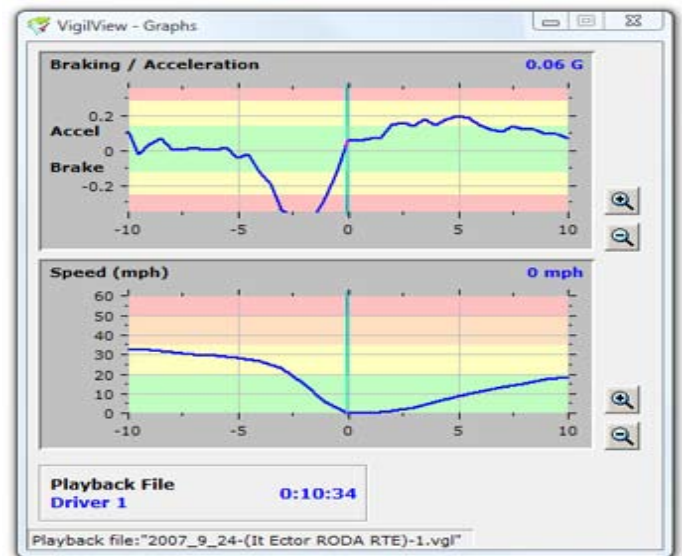 VigilView - Graphs
Braking / Acceleration 0.06 G
0.2
Accel
0
Brake
-0.2
-10 -5 0 5 10
Speed (mph) 0 mph
60
50
40
30
20
10
0
-10 -5 0 5 10
Playback File
Driver 1 0:10:34
Playback file:"2007_9_24-(It Ector RODA RTE)-1.vgl"